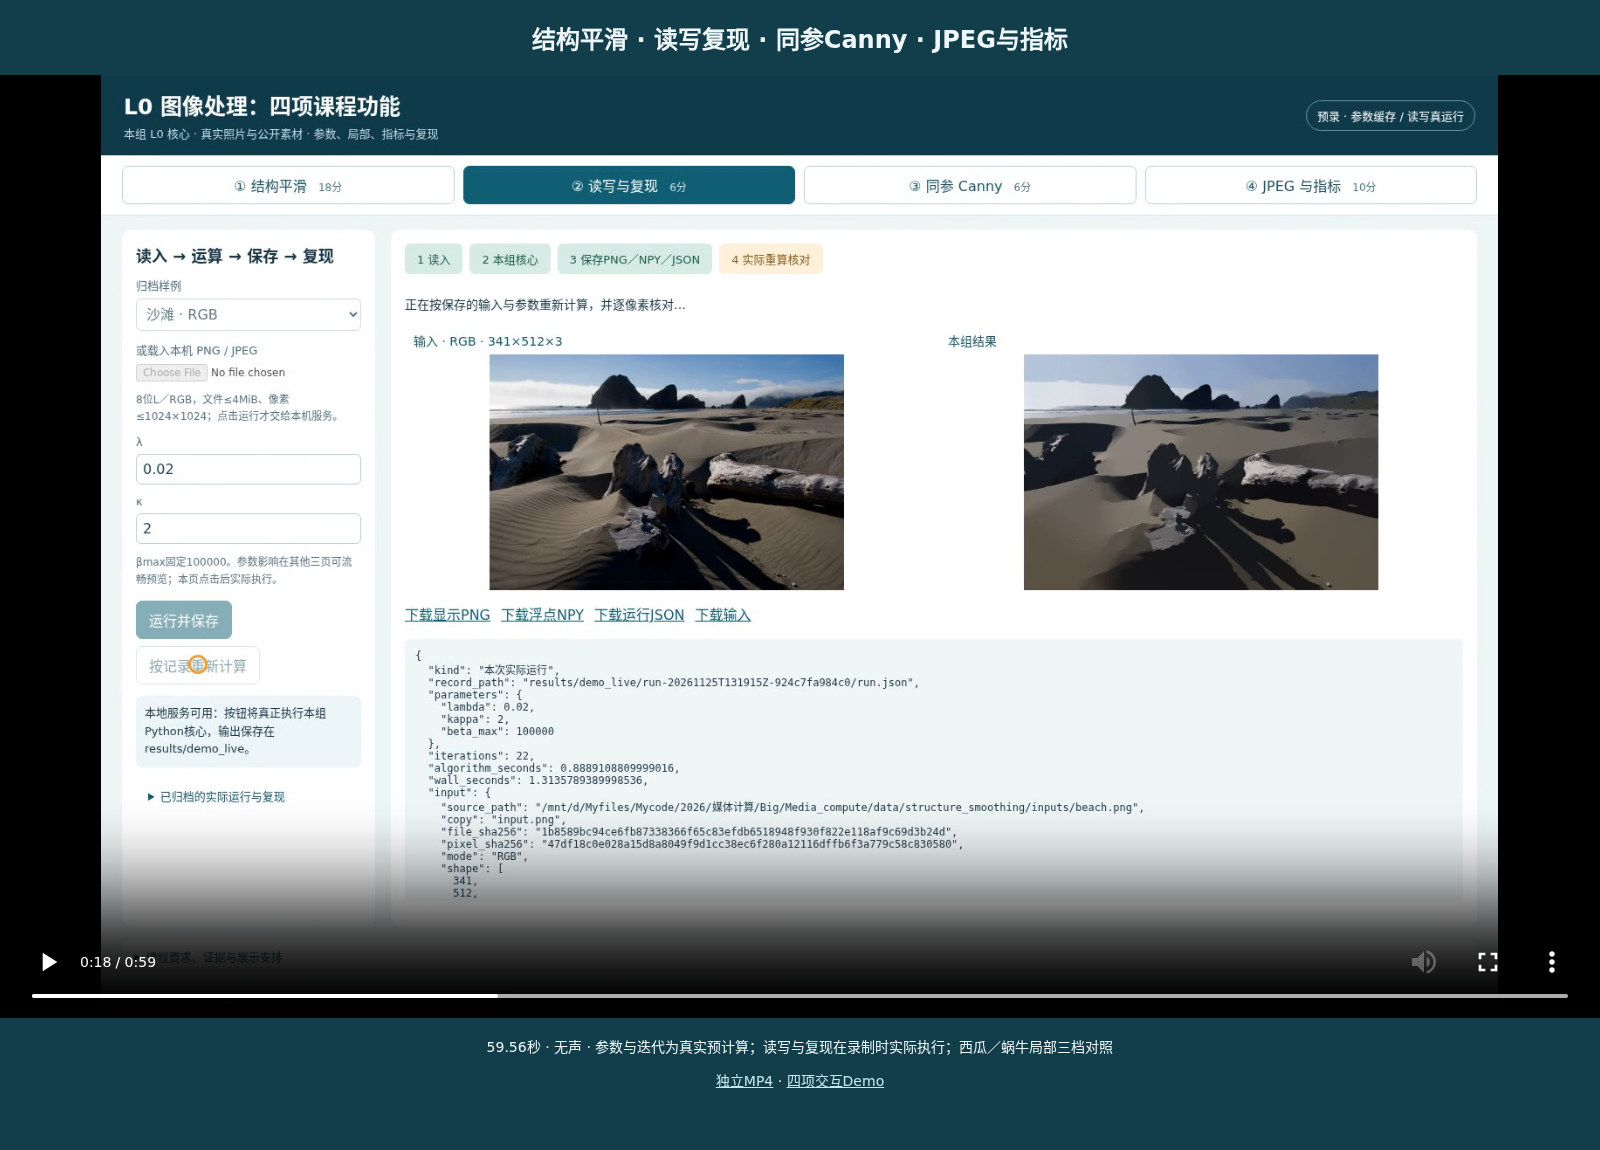 结构平滑 · 读写复现 · 同参Canny · JPEG与指标
L0 图像处理：四项课程功能
本组 L0 核心 · 真实照片与公开素材 · 参数、局部、指标与复现
预录 · 参数缓存 / 读写真运行
① 结构平滑 18分
② 读写与复现 6分
③ 同参 Canny 6分
④ JPEG 与指标 10分
读入 → 运算 → 保存 → 复现
归档样例
沙滩 · RGB
或载入本机 PNG / JPEG
Choose File No file chosen
8位L／RGB，文件≤4MiB、像素
≤1024×1024；点击运行才交给本机服务。
λ
0.02
κ
2
βmax固定100000。参数影响在其他三页可流
畅预览；本页点击后实际执行。
运行并保存
按记录重新计算
本地服务可用：按钮将真正执行本组
Python核心，输出保存在
results/demo_live。
▶ 已归档的实际运行与复现
1 读入
2 本组核心
3 保存PNG／NPY／JSON
4 实际重算核对
正在按保存的输入与参数重新计算，并逐像素核对…
输入 · RGB · 341×512×3
本组结果
下载显示PNG 下载浮点NPY 下载运行JSON 下载输入
{
"kind": "本次实际运行",
"record_path": "results/demo_live/run-20261125T131915Z-924c7fa984c0/run.json",
"parameters": {
"lambda": 0.02,
"kappa": 2,
"beta_max": 100000
},
"iterations": 22,
"algorithm_seconds": 0.8889108809999016,
"wall_seconds": 1.3135789389998536,
"input": {
"source_path": "/mnt/d/Myfiles/Mycode/2026/媒体计算/Big/Media_compute/data/structure_smoothing/inputs/beach.png",
"copy": "input.png",
"file_sha256": "1b8589bc94ce6fb87338366f65c83efdb6518948f930f822e118af9c69d3b24d",
"pixel_sha256": "47df18c0e028a15d8a8049f9d1cc38ec6f280a12116dffb6f3a779c58c830580",
"mode": "RGB",
"shape": [
341,
512,
程要求、证据与展示安排
0:18 / 0:59
59.56秒 · 无声 · 参数与迭代为真实预计算；读写与复现在录制时实际执行；西瓜／蜗牛局部三档对照
独立MP4 · 四项交互Demo